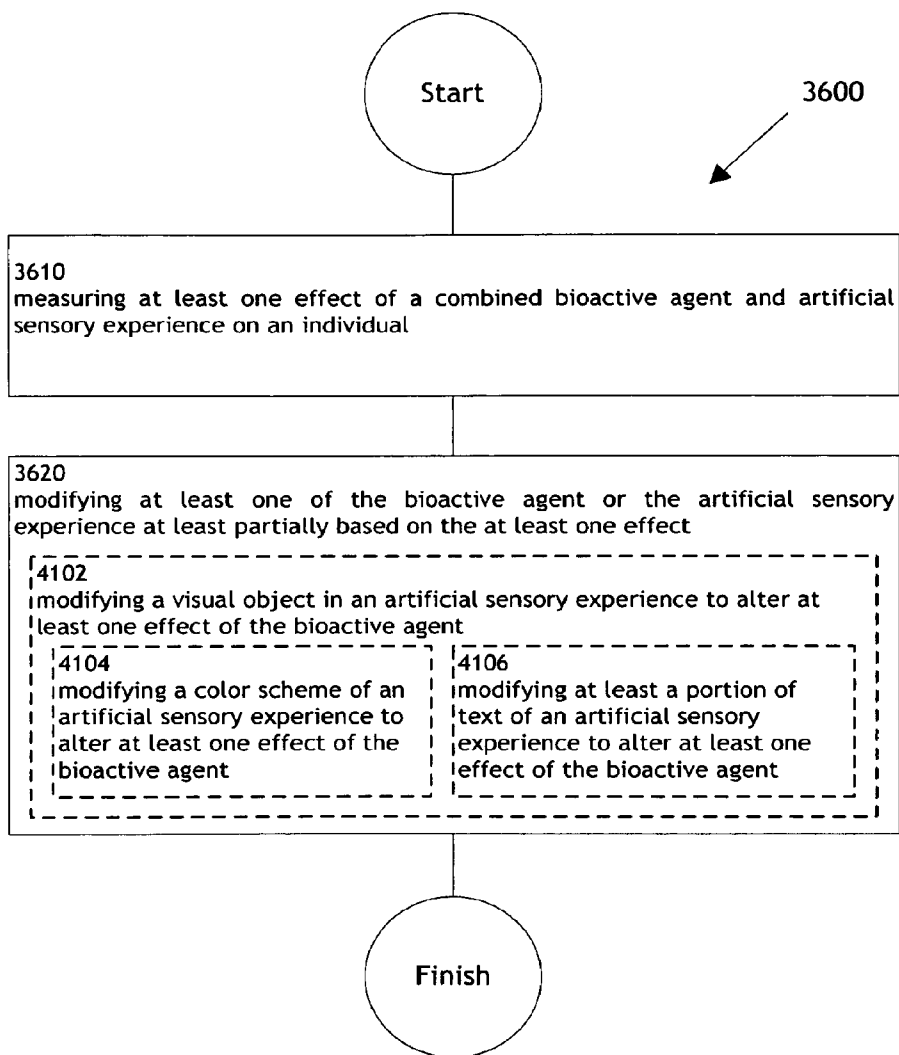 Start
3600
3610
measuring at least one effect of a combined bioactive agent and artificial
sensory experience on an individual
3620
modifying at least one of the bioactive agent or the artificial sensory
experience at least partially based on the at least one effect
4102
modifying a visual object in an artificial sensory experience to alter at
least one effect of the bioactive agent
4104
modifying a color scheme of an
artificial sensory experience to
alter at least one effect of the
bioactive agent
4106
modifying at least a portion of
text of an artificial sensory
experience to alter at least one
effect of the bioactive agent
Finish